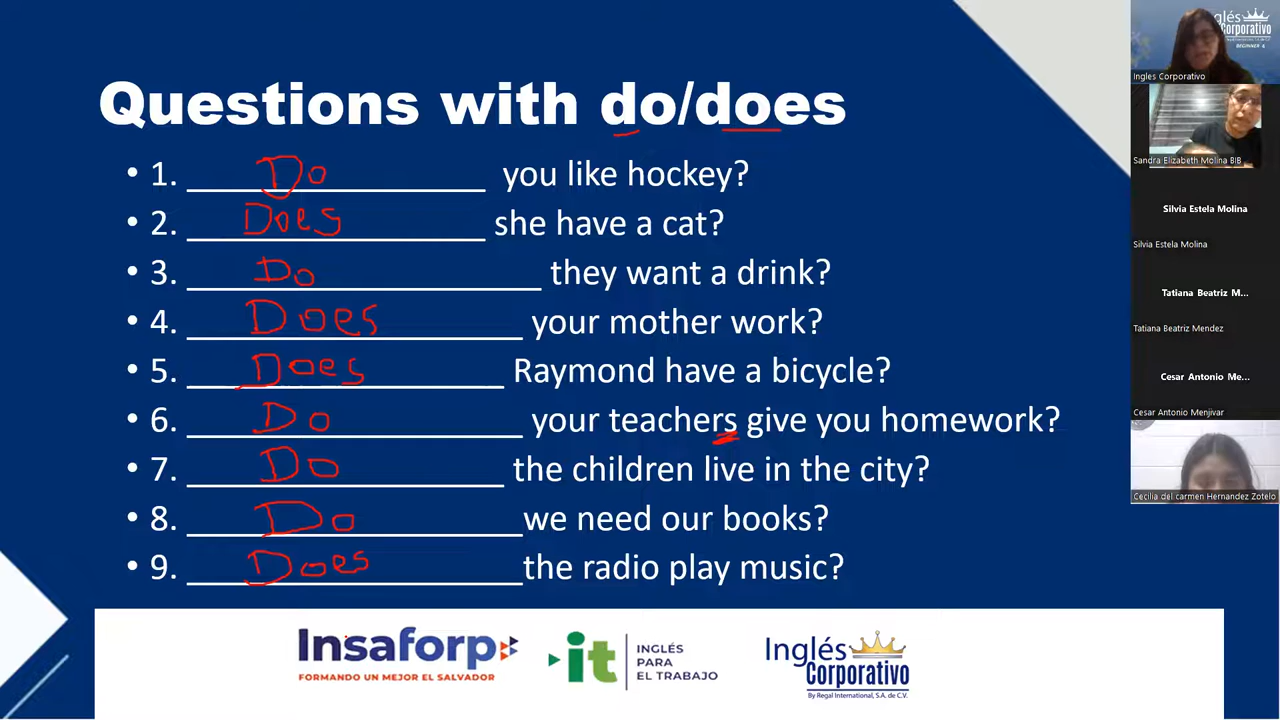 Questions with do/does
• 1. Do you like hockey?
• 2. Does she have a cat?
• 3. Do they want a drink?
• 4. Does your mother work?
• 5. Does Raymond have a bicycle?
• 6. Do your teachers give you homework?
• 7. Do the children live in the city?
• 8. Do we need our books?
• 9. Does the radio play music?
Insaforp
FORMANDO UN MEJOR EL SALVADOR
it
INGLÉS
PARA
EL TRABAJO
Inglés
Corporativo
By Regal International, S.A. de C.V.
glés
Corporativo
BEGINNER 6
Ingles Corporativo
Sandra Elizabeth Molina BIB
Silvia Estela Molina
Silvia Estela Molina
Tatiana Beatriz M...
Tatiana Beatriz Mendez
Cesar Antonio Me...
Cesar Antonio Menjivar
Cecilia del carmen Hernandez Zotelo